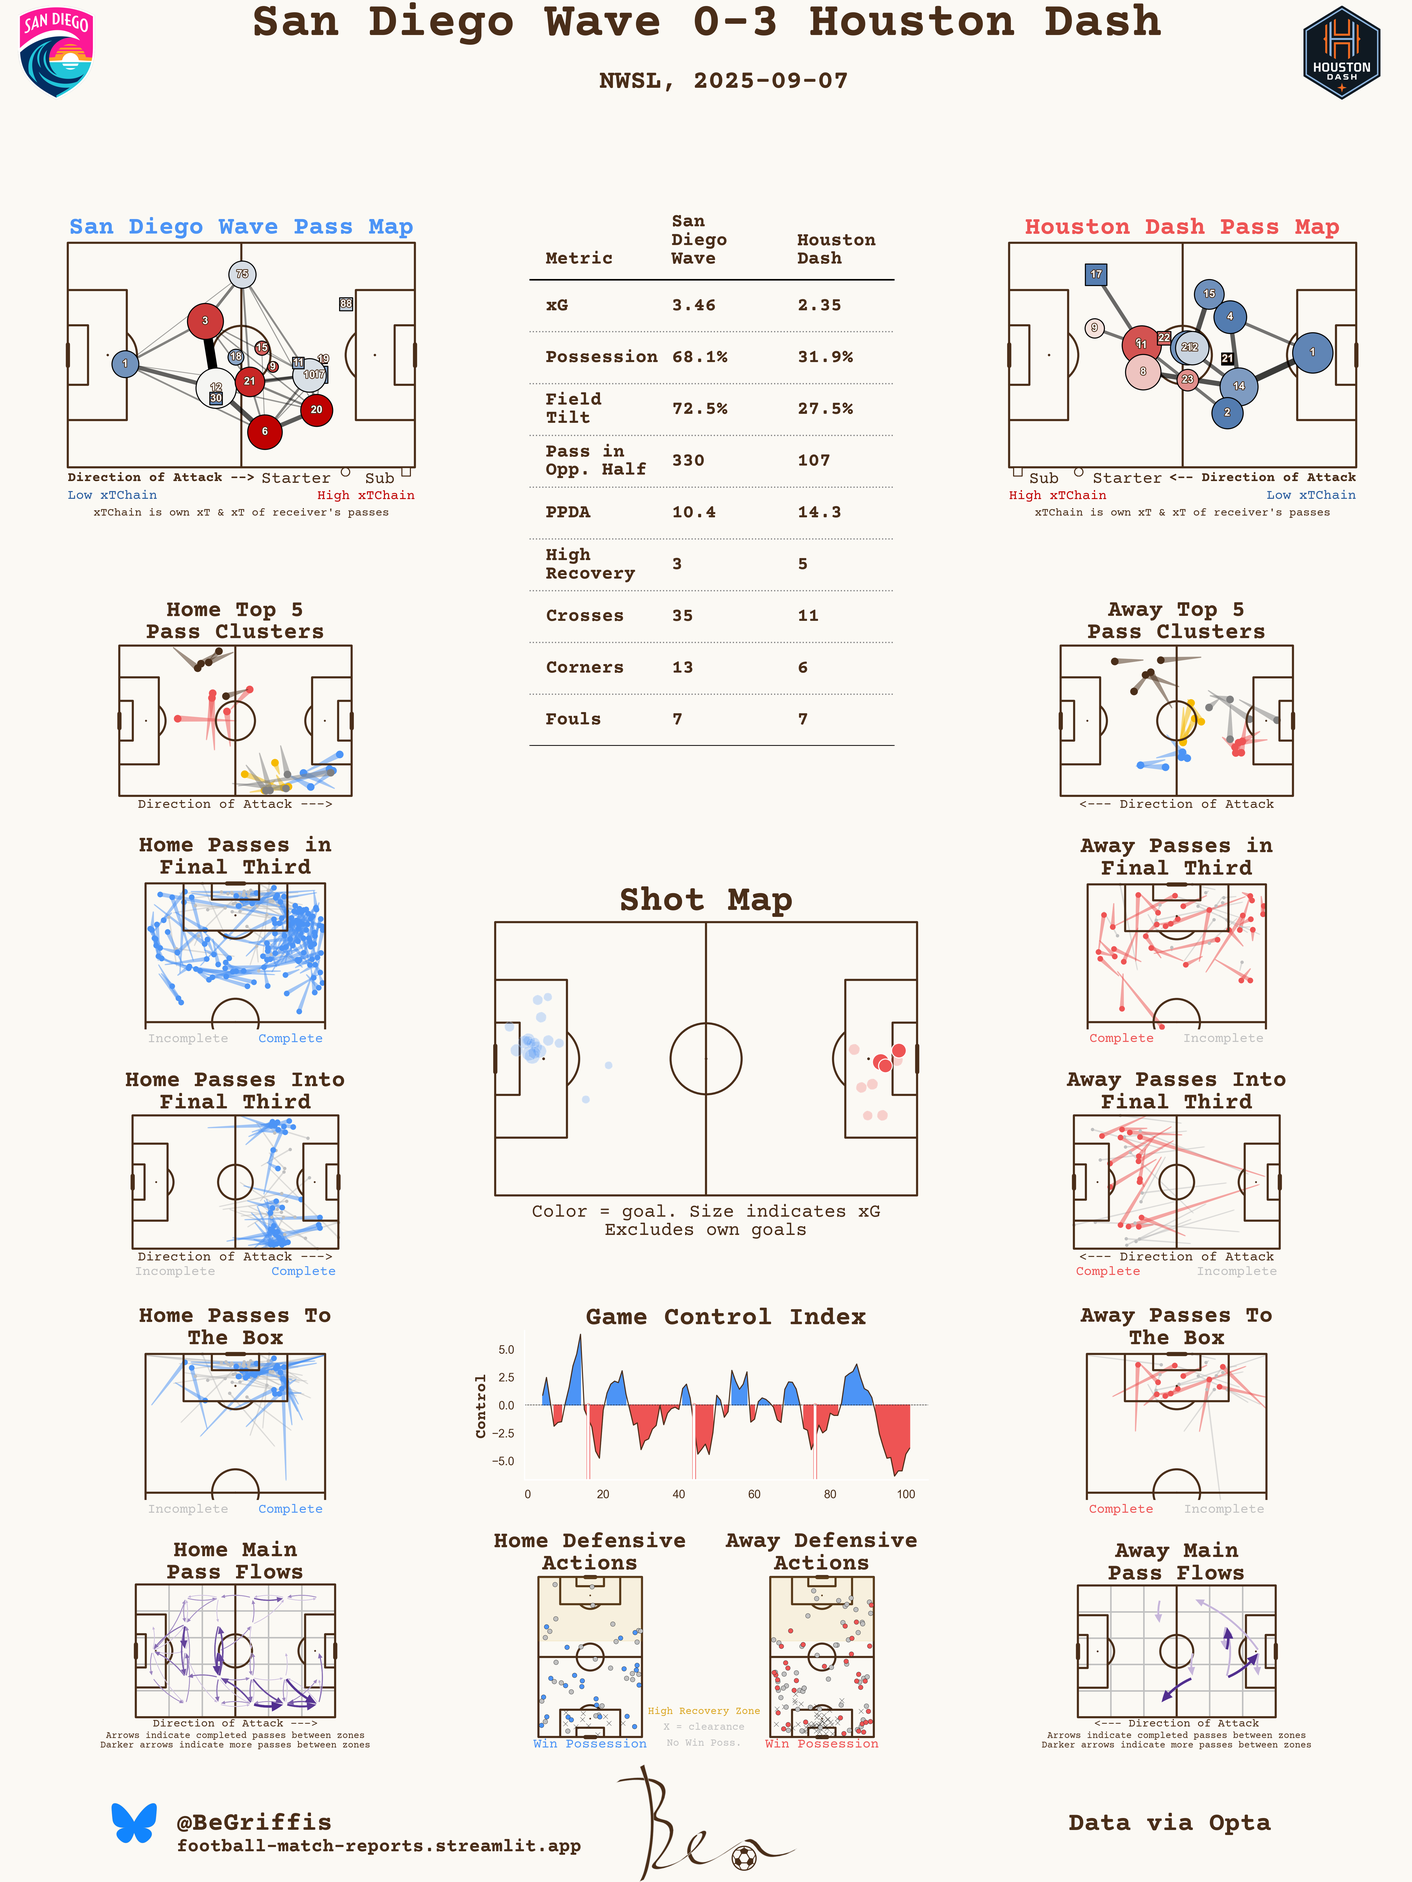 San Diego Wave 0-3 Houston Dash
NWSL, 2025-09-07
SAN DIEGO
HOUSTON
DASH
San Diego Wave Pass Map
75
88
3
1
18
15
9
11
19
12
30
21
1017
20
6
Direction of Attack --> Starter Sub
Low xTChain High xTChain
xTChain is own xT & xT of receiver's passes
Metric San Diego Wave Houston Dash
xG 3.46 2.35
Possession 68.1% 31.9%
Field Tilt 72.5% 27.5%
Pass in Opp. Half 330 107
PPDA 10.4 14.3
High Recovery 3 5
Crosses 35 11
Corners 13 6
Fouls 7 7
Houston Dash Pass Map
17
15
4
9
22
11
212
21
1
8
23
14
2
Sub Starter <-- Direction of Attack
High xTChain Low xTChain
xTChain is own xT & xT of receiver's passes
Home Top 5
Pass Clusters
Direction of Attack --->
Away Top 5
Pass Clusters
<--- Direction of Attack
Home Passes in
Final Third
Incomplete Complete
Away Passes in
Final Third
Complete Incomplete
Shot Map
Color = goal. Size indicates xG
Excludes own goals
Home Passes Into
Final Third
Direction of Attack --->
Incomplete Complete
Away Passes Into
Final Third
<--- Direction of Attack
Complete Incomplete
Home Passes To
The Box
Incomplete Complete
Game Control Index
Control
5.0
2.5
0.0
−2.5
−5.0
0 20 40 60 80 100
Away Passes To
The Box
Complete Incomplete
Home Main
Pass Flows
Direction of Attack --->
Arrows indicate completed passes between zones
Darker arrows indicate more passes between zones
Home Defensive
Actions
Win Possession
High Recovery Zone
X = clearance
No Win Poss.
Away Defensive
Actions
Win Possession
Away Main
Pass Flows
<--- Direction of Attack
Arrows indicate completed passes between zones
Darker arrows indicate more passes between zones
@BeGriffis
football-match-reports.streamlit.app
Ben
Data via Opta